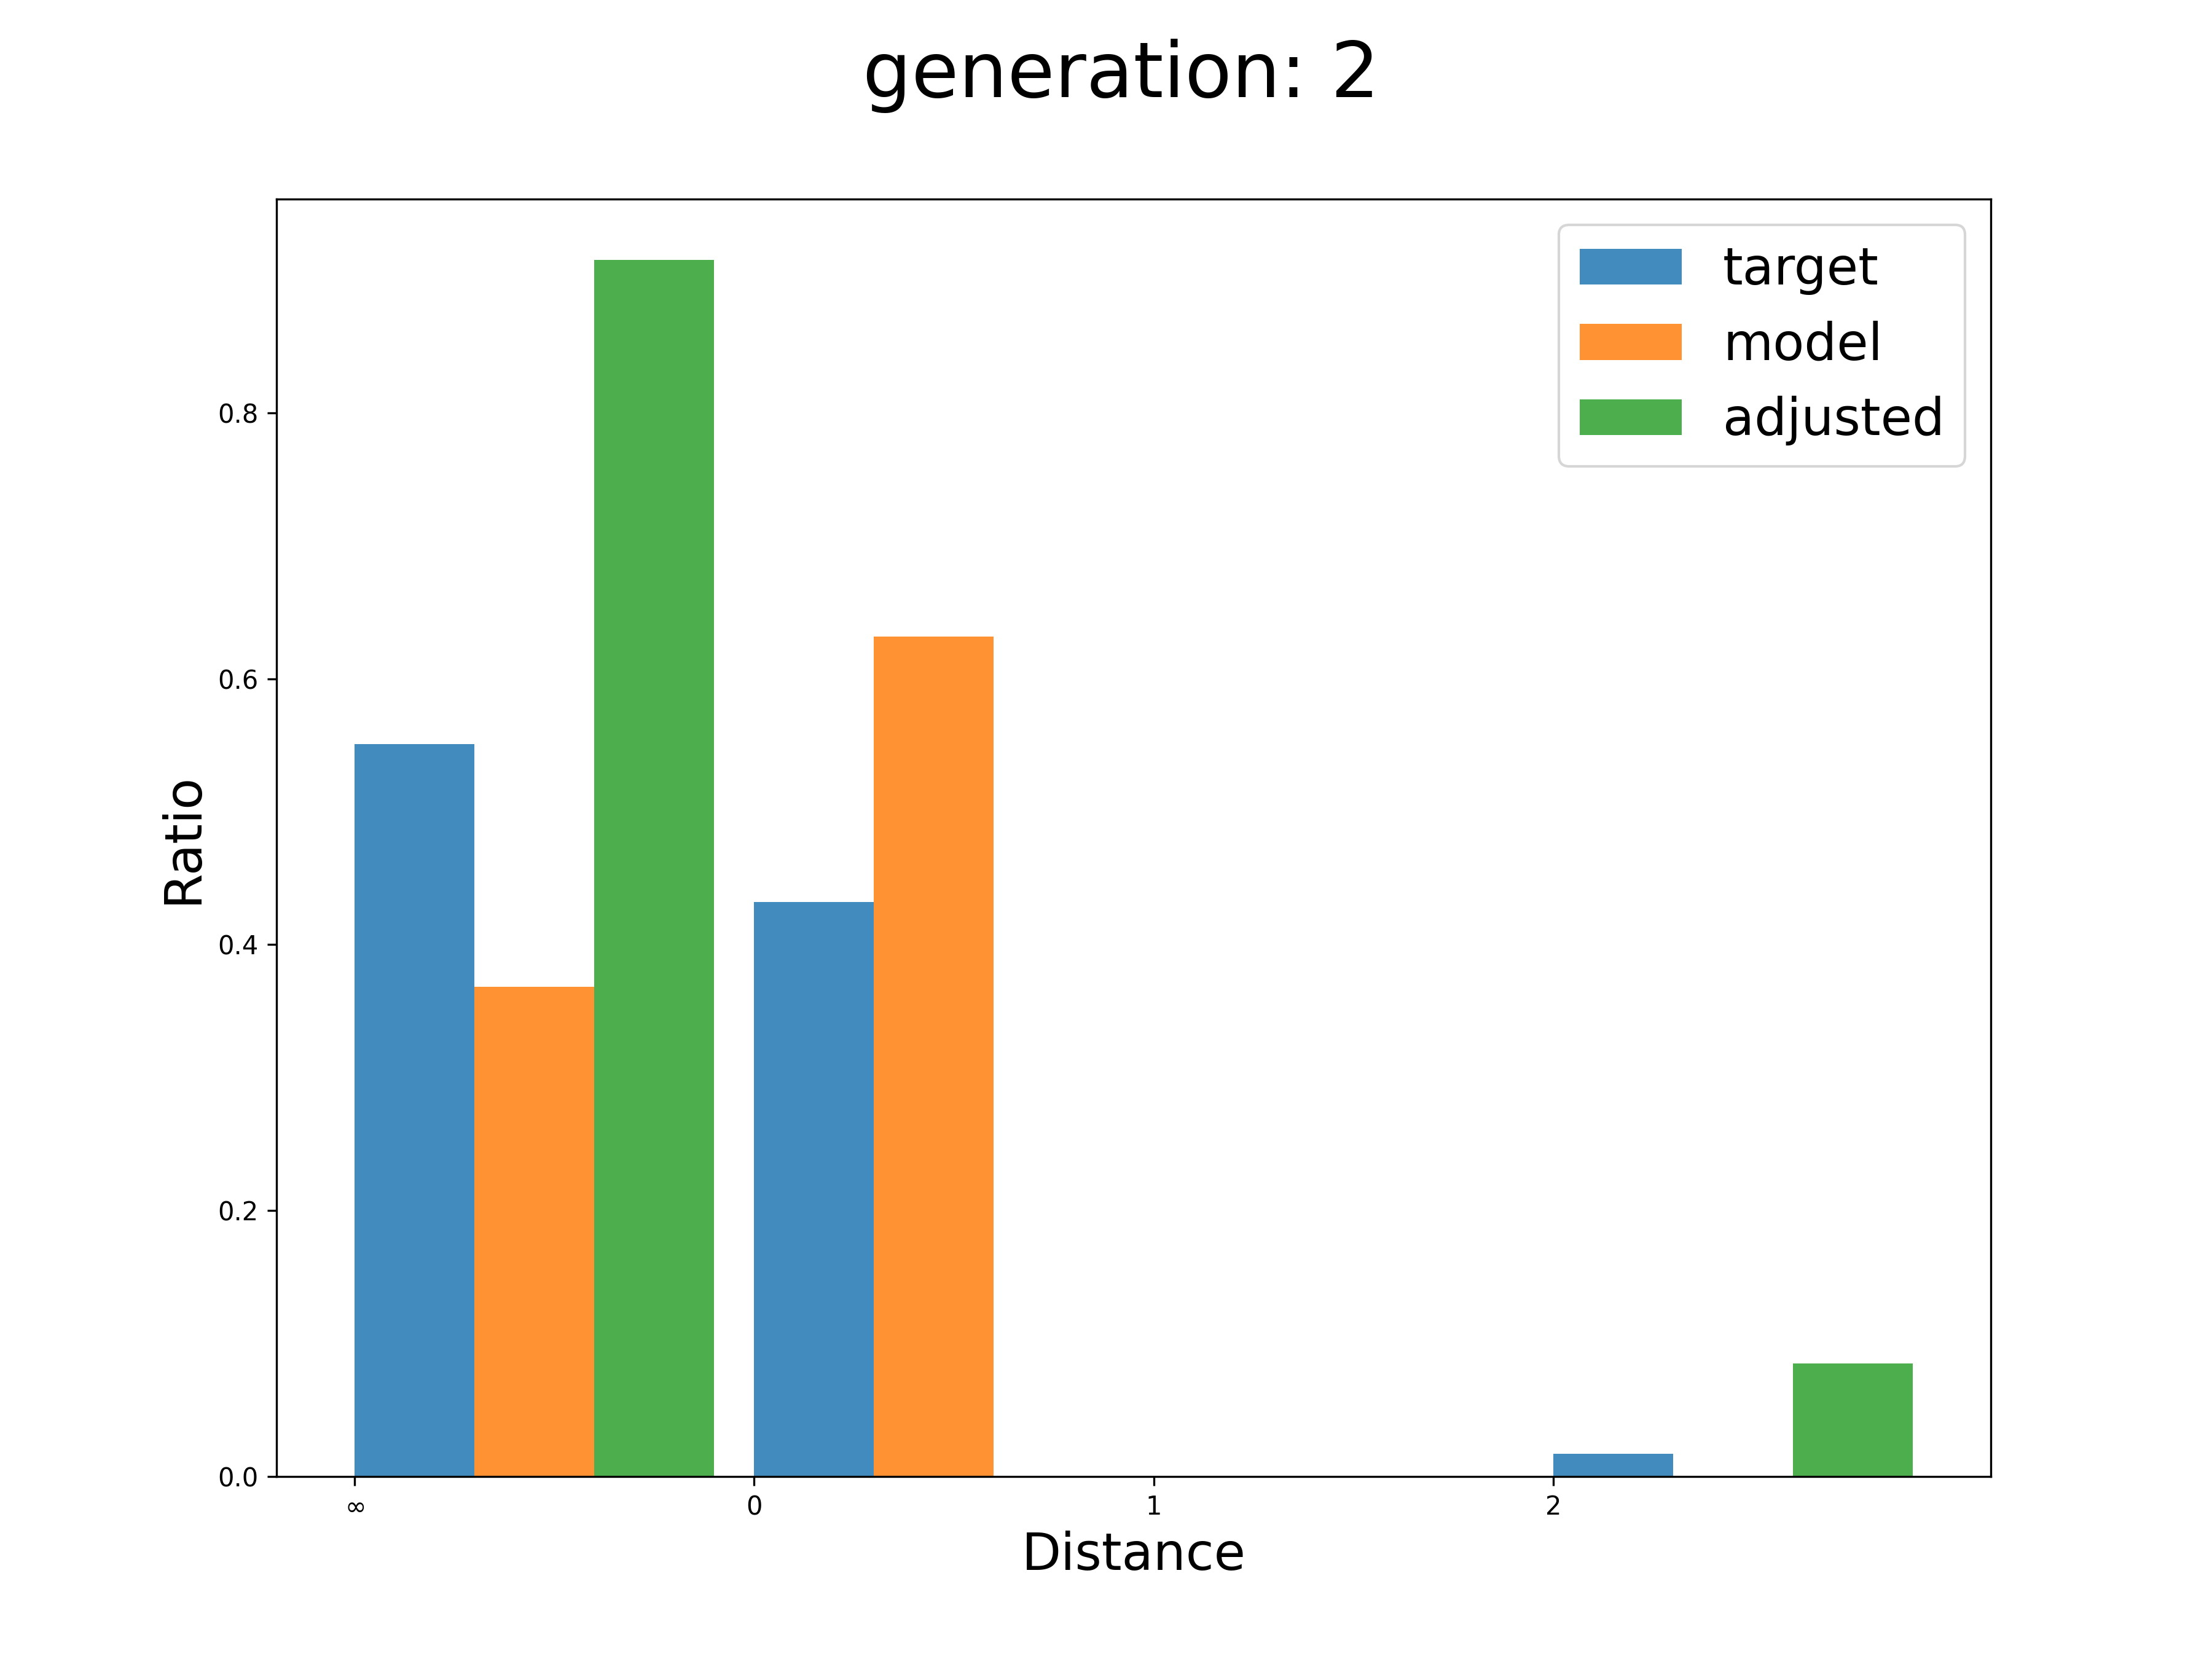 generation: 2
target
model
adjusted
0.8
0.6
0.4
0.2
0.0
Ratio
∞ 0 1 2
Distance